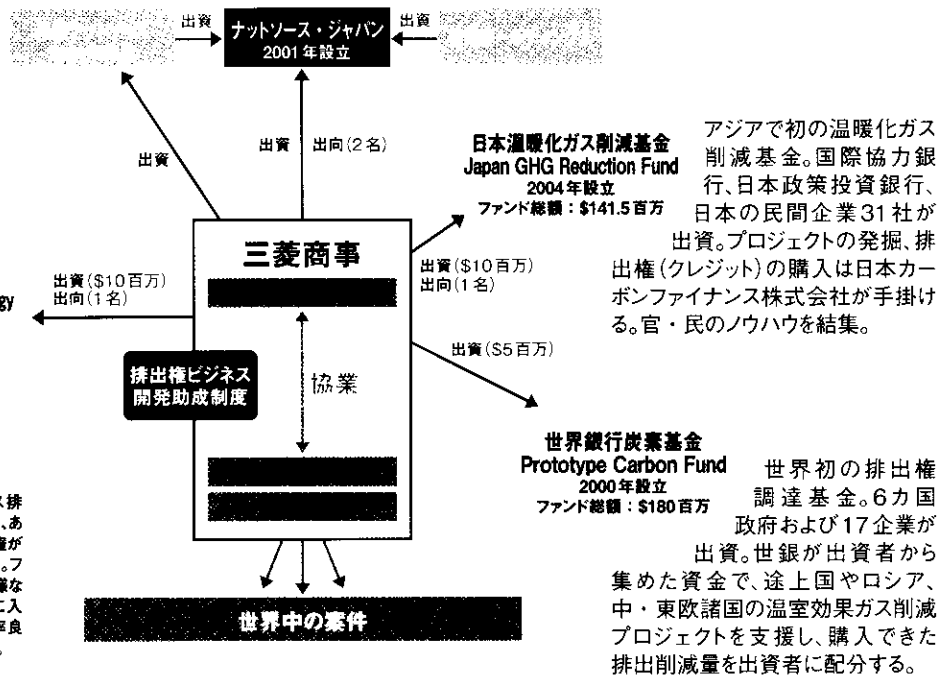 出資
ナットソース・ジャパン
2001年設立
出資
出資
出資 出向(2名)
日本温暖化ガス削減基金
Japan GHG Reduction Fund
2004年設立
ファンド総額：$141.5百万
アジアで初の温暖化ガス
削減基金。国際協力銀
行、日本政策投資銀行、
日本の民間企業31社が
出資。プロジェクトの発掘、排
出権(クレジット)の購入は日本カー
ボンファイナンス株式会社が手掛け
る。官・民のノウハウを結集。
三菱商事
出資($10百万)
出向(1名)
gy
出資($10百万)
出向(1名)
出資($5百万)
排出権ビジネス
開発助成制度
協業
世界銀行炭素基金
Prototype Carbon Fund
2000年設立
ファンド総額：$180百万
世界初の排出権
調達基金。6カ国
政府および17企業が
出資。世銀が出資者から
集めた資金で、途上国やロシア、
中・東欧諸国の温室効果ガス削減
プロジェクトを支援し、購入できた
排出削減量を出資者に配分する。
ス排
、あ
権が
。フ
様な
に入
率良
。
世界中の案件